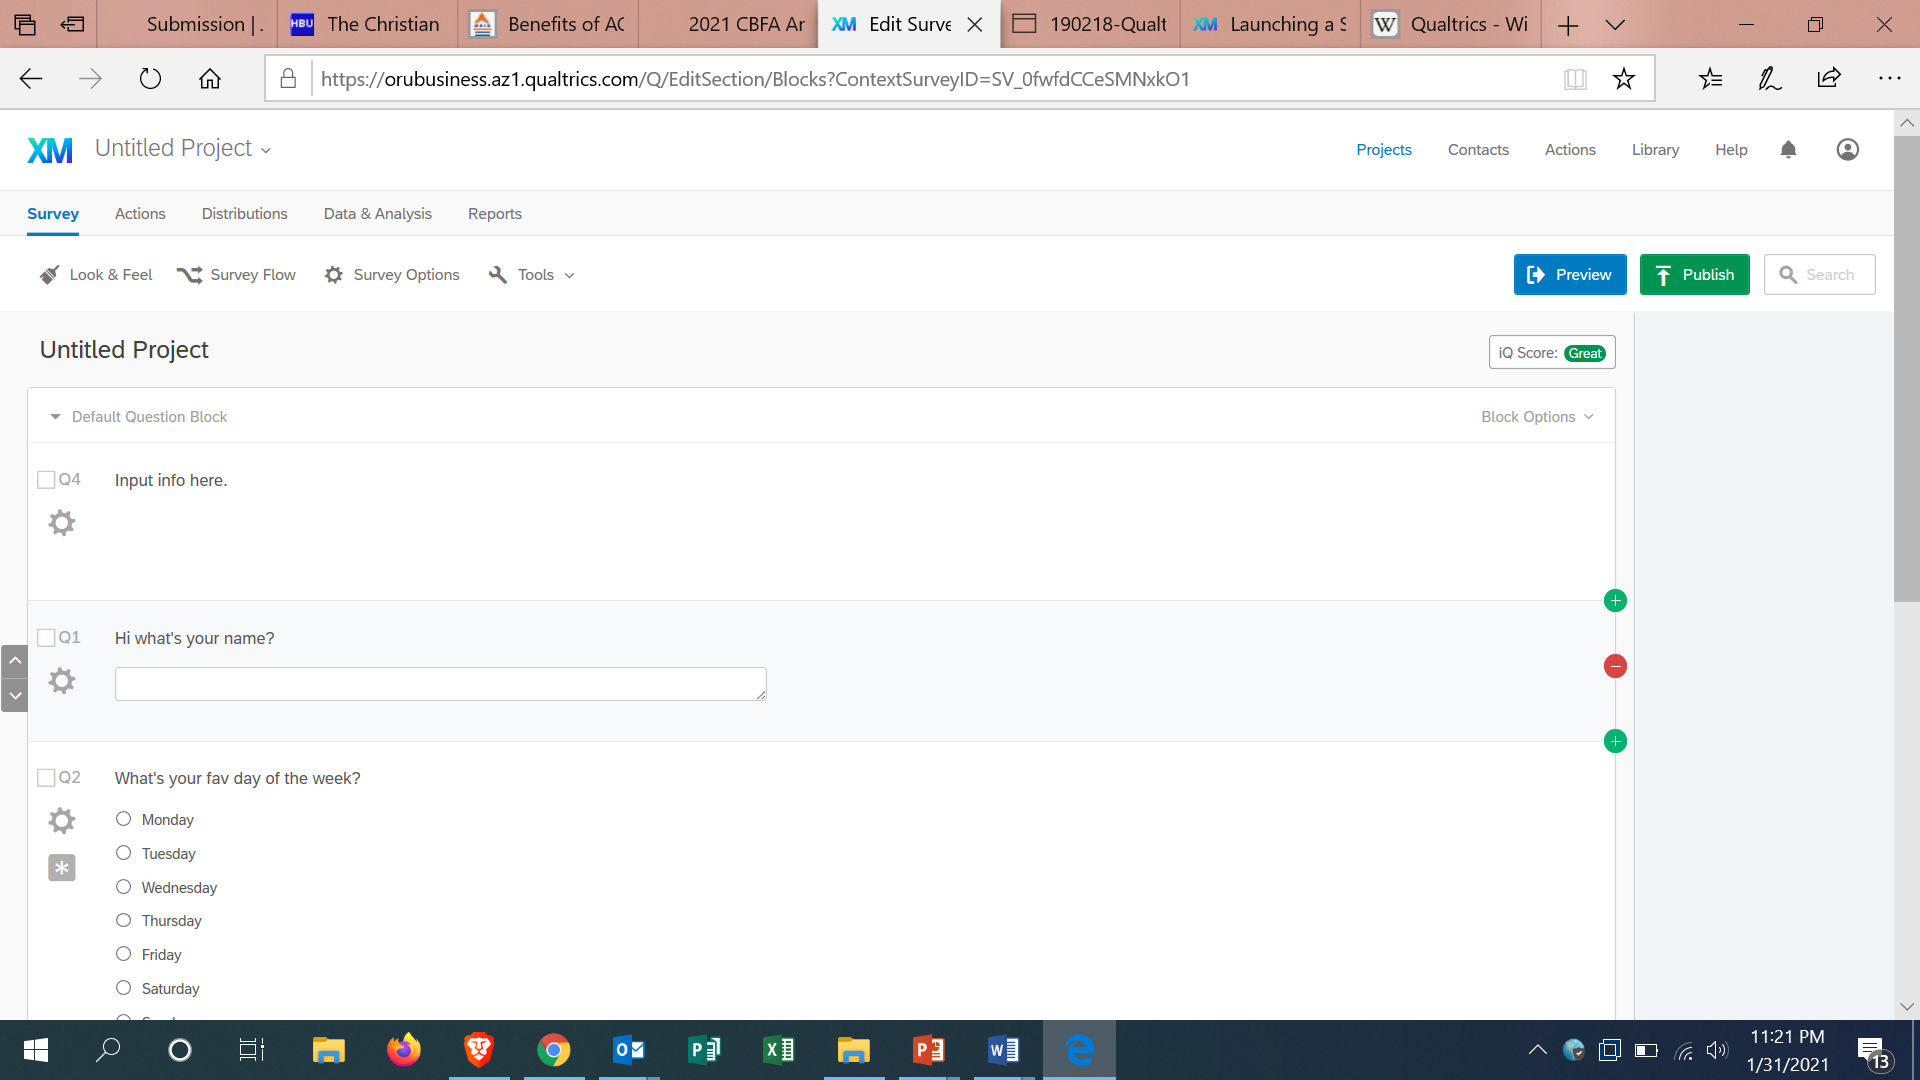 Submission | .
HBU The Christian
Benefits of AC
2021 CBFA Ar
XM Edit Surve
190218-Qualt
XM Launching a S
W Qualtrics - Wi
https://orubusiness.az1.qualtrics.com/Q/EditSection/Blocks?ContextSurveyID=SV_0fwfdCCeSMNxkO1
XM Untitled Project
Projects Contacts Actions Library Help
Survey Actions Distributions Data & Analysis Reports
Look & Feel Survey Flow Survey Options Tools Preview Publish Search
Untitled Project
iQ Score: Great
Default Question Block
Block Options
Q4 Input info here.
Q1 Hi what's your name?
Q2 What's your fav day of the week?
Monday
Tuesday
Wednesday
Thursday
Friday
Saturday
11:21 PM
1/31/2021
13